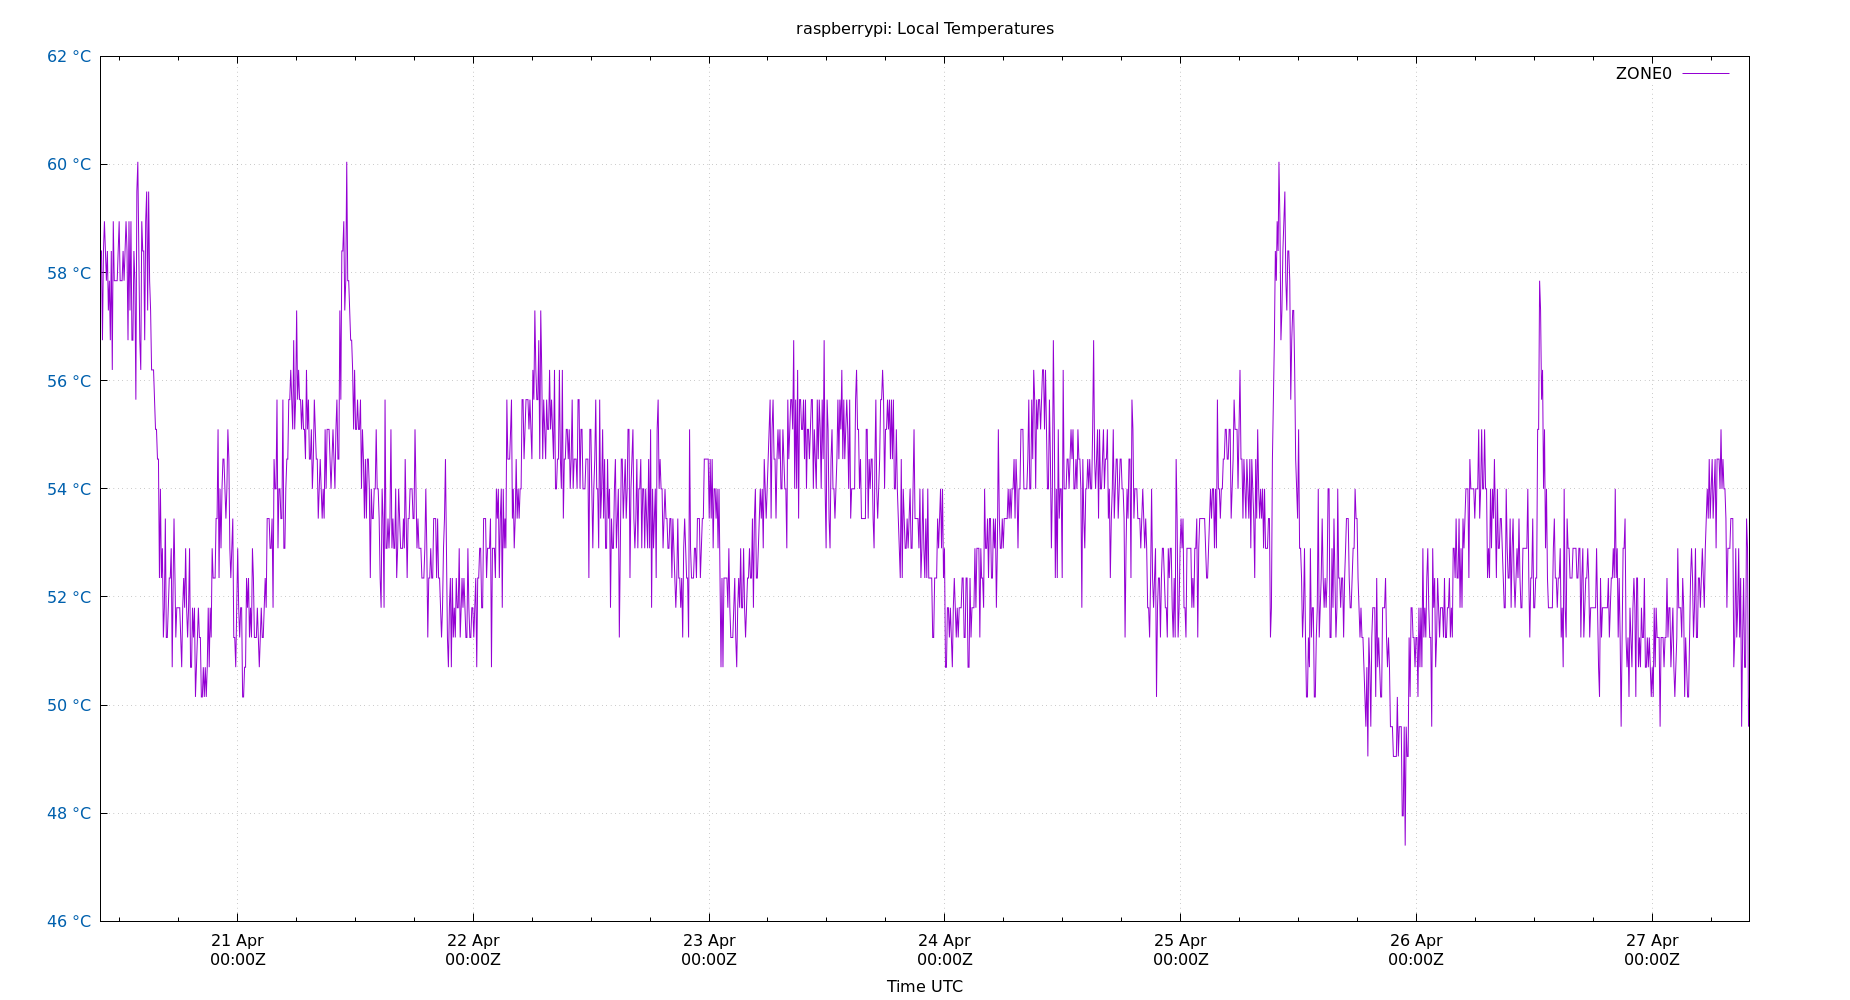 raspberrypi: Local Temperatures
62 °C
ZONE0
60 °C
58 °C
56 °C
54 °C
52 °C
50 °C
48 °C
46 °C
21 Apr 22 Apr 23 Apr 24 Apr 25 Apr 26 Apr 27 Apr
00:00Z 00:00Z 00:00Z 00:00Z 00:00Z 00:00Z 00:00Z
Time UTC